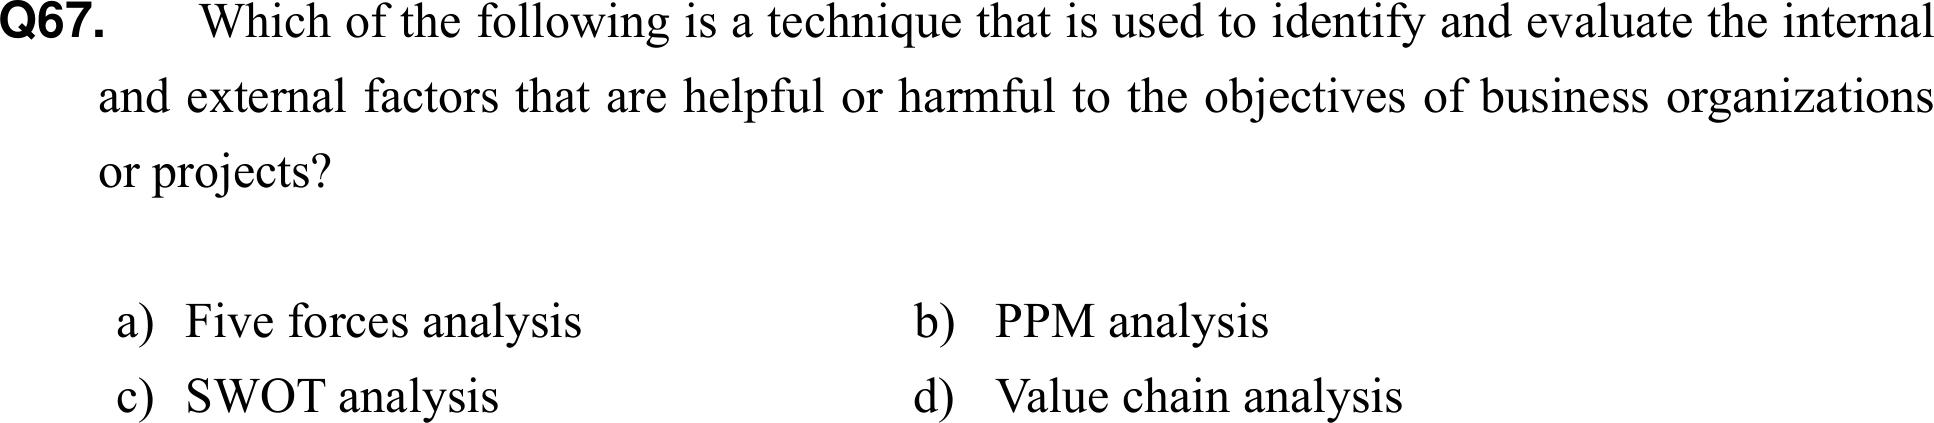 Q67. Which of the following is a technique that is used to identify and evaluate the internal
and external factors that are helpful or harmful to the objectives of business organizations
or projects?
a) Five forces analysis b) PPM analysis
c) SWOT analysis d) Value chain analysis